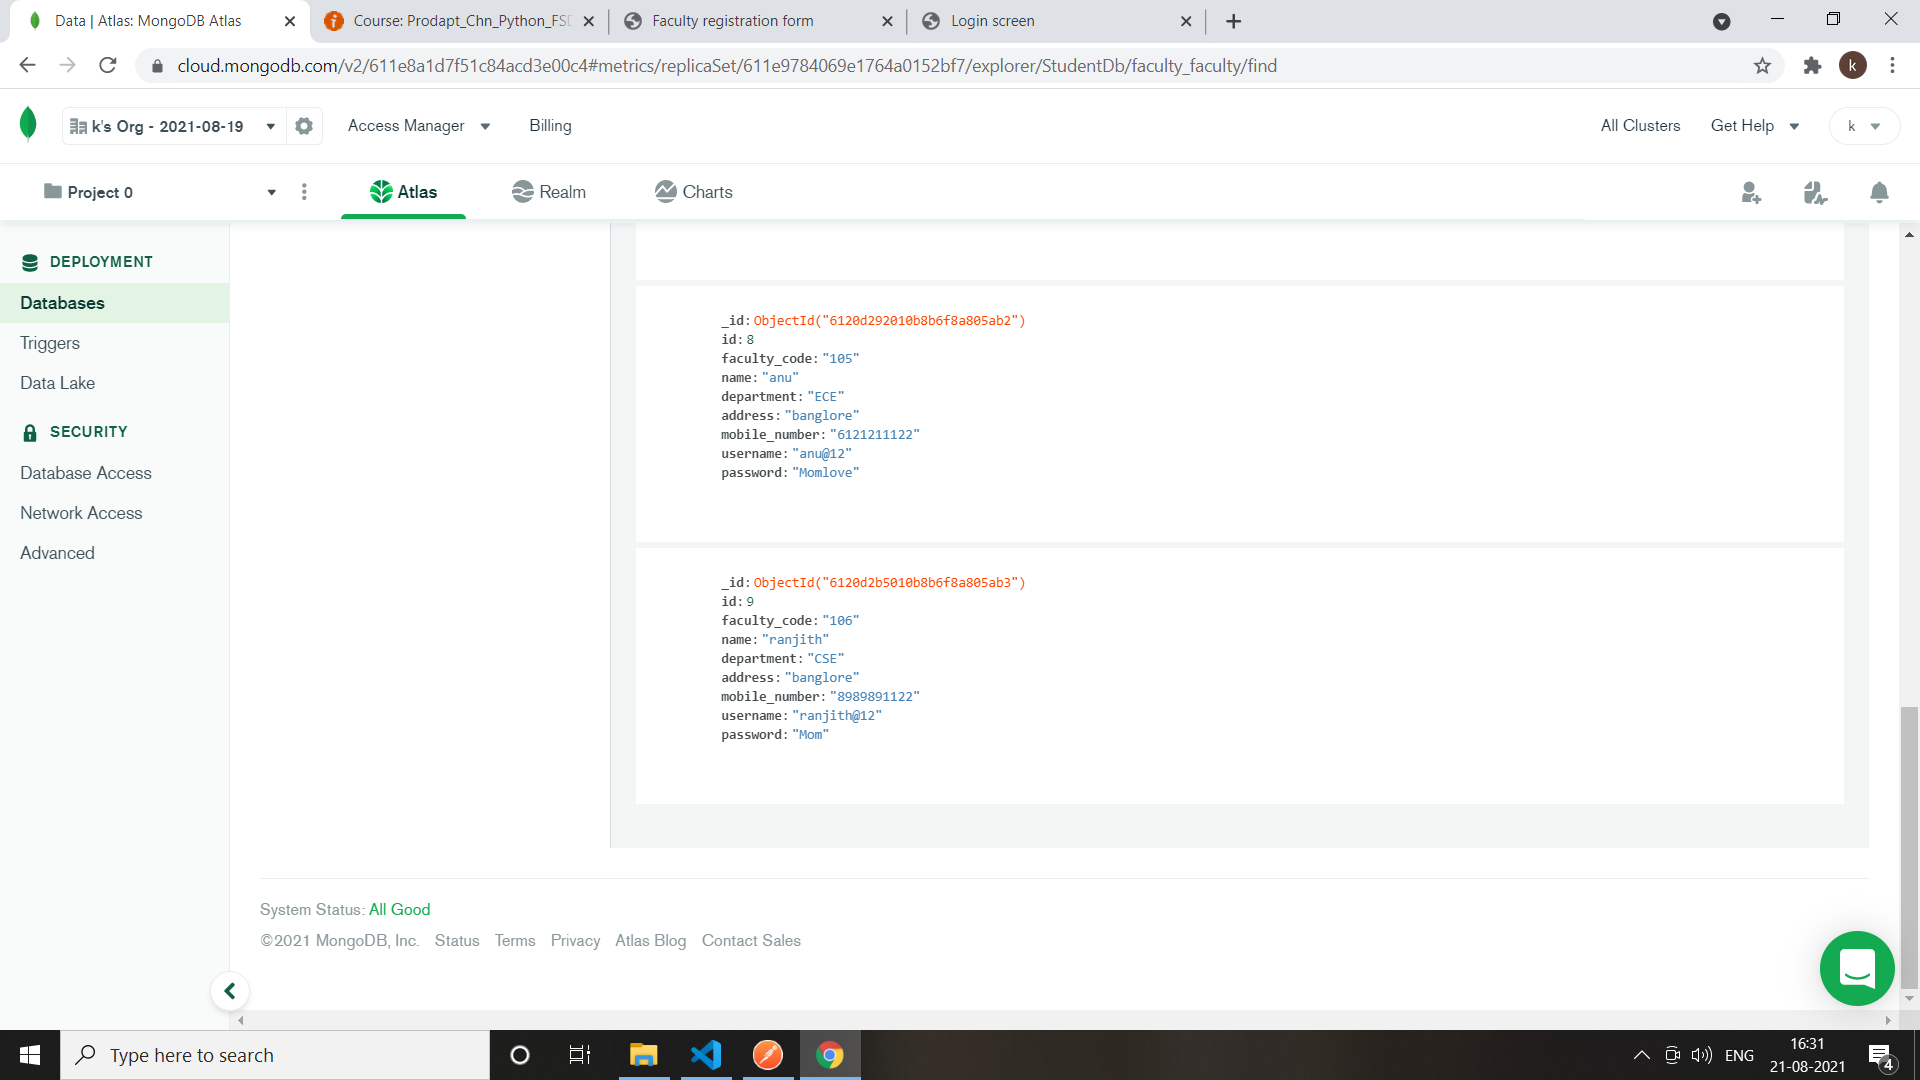 Data | Atlas: MongoDB Atlas
Course: Prodapt_Chn_Python_FSD
Faculty registration form
Login screen
cloud.mongodb.com/v2/611e8a1d7f51c84acd3e00c4#metrics/replicaSet/611e9784069e1764a0152bf7/explorer/StudentDb/faculty_faculty/find
k
k's Org - 2021-08-19
Access Manager
Billing
All Clusters
Get Help
k
Project 0
Atlas
Realm
Charts
DEPLOYMENT
Databases
Triggers
Data Lake
SECURITY
Database Access
Network Access
Advanced
_id: ObjectId("6120d292010b8b6f8a805ab2")
id: 8
faculty_code: "105"
name: "anu"
department: "ECE"
address: "banglore"
mobile_number: "6121211122"
username: "anu@12"
password: "Momlove"
_id: ObjectId("6120d2b5010b8b6f8a805ab3")
id: 9
faculty_code: "106"
name: "ranjith"
department: "CSE"
address: "banglore"
mobile_number: "8989891122"
username: "ranjith@12"
password: "Mom"
System Status: All Good
©2021 MongoDB, Inc. Status Terms Privacy Atlas Blog Contact Sales
Type here to search
ENG
16:31
21-08-2021
4